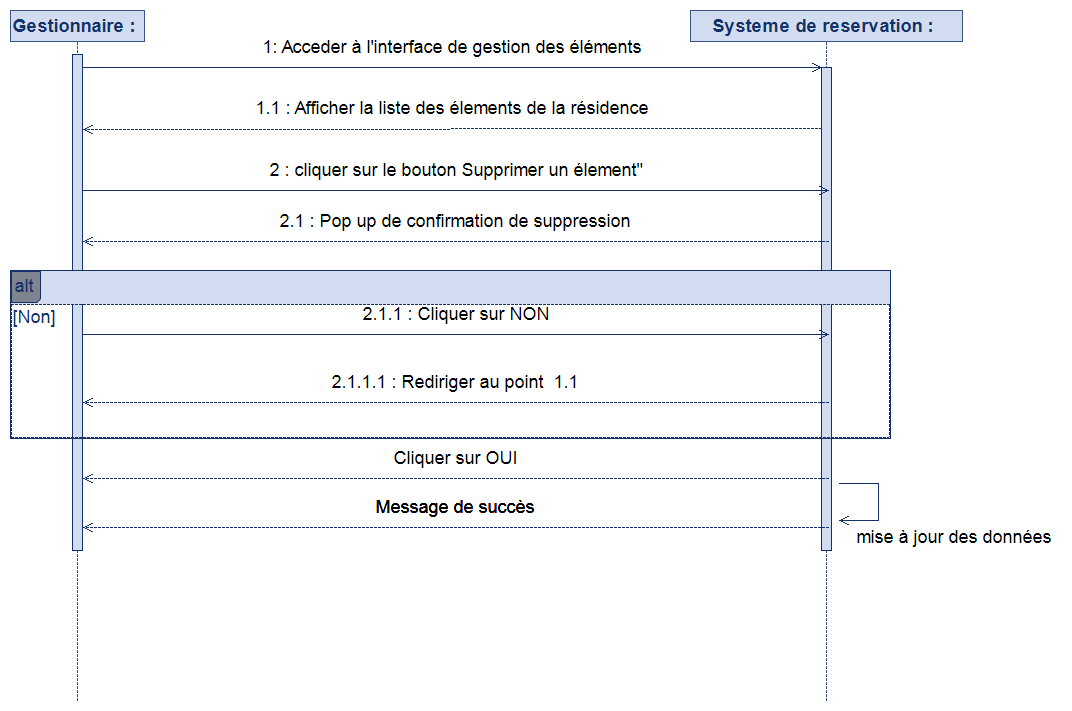 Gestionnaire :
Systeme de reservation :
1: Acceder à l'interface de gestion des éléments
1.1 : Afficher la liste des élements de la résidence
2 : cliquer sur le bouton Supprimer un élement"
2.1 : Pop up de confirmation de suppression
alt
[Non]
2.1.1 : Cliquer sur NON
2.1.1.1 : Rediriger au point 1.1
Cliquer sur OUI
Message de succès
mise à jour des données